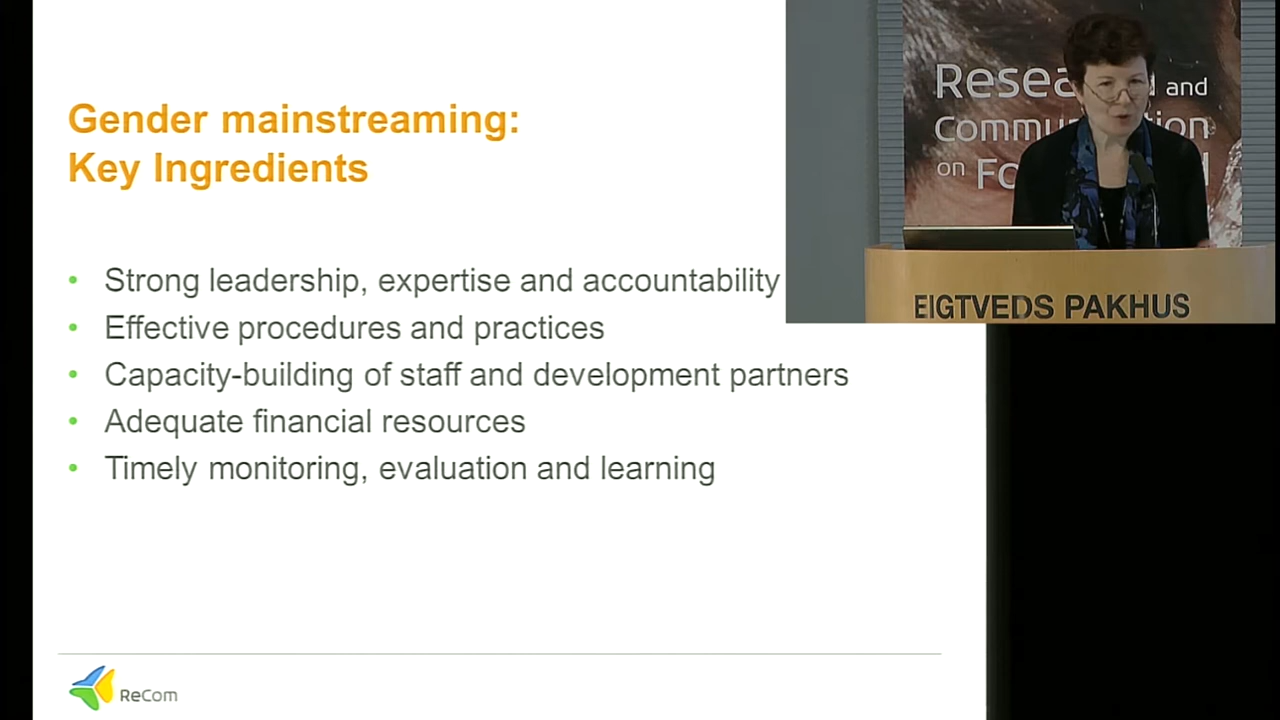 Gender mainstreaming:
Key Ingredients
• Strong leadership, expertise and accountability
• Effective procedures and practices
• Capacity-building of staff and development partners
• Adequate financial resources
• Timely monitoring, evaluation and learning
ReCom
and
on
EIGTVEDS PAKHUS